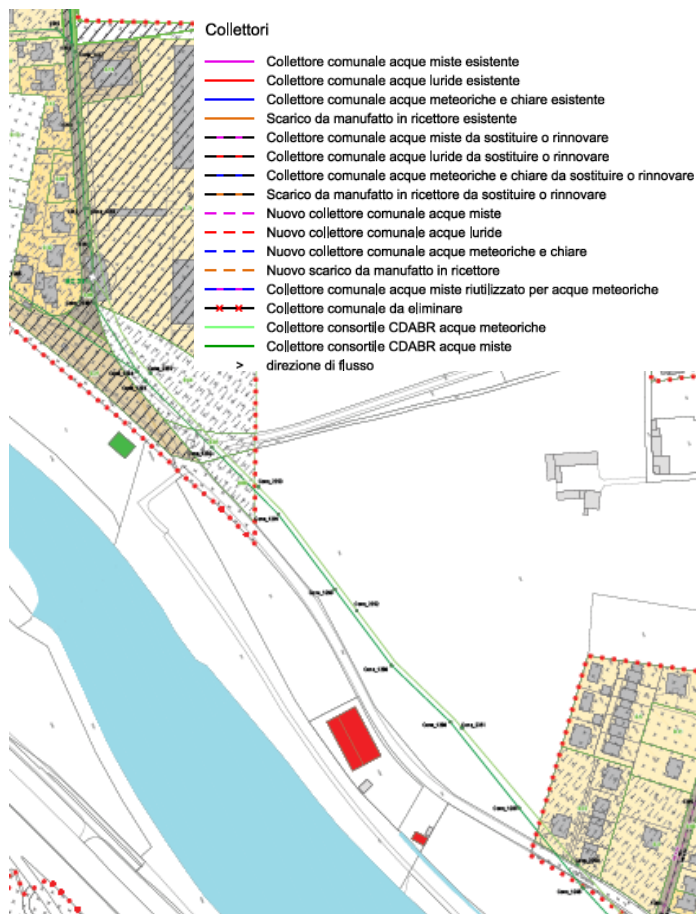 Collettori
Collettore comunale acque miste esistente
Collettore comunale acque luride esistente
Collettore comunale acque meteoriche e chiare esistente
Scarico da manufatto in ricettore esistente
Collettore comunale acque miste da sostituire o rinnovare
Collettore comunale acque luride da sostituire o rinnovare
Collettore comunale acque meteoriche e chiare da sostituire o rinnovare
Scarico da manufatto in ricettore da sostituire o rinnovare
Nuovo collettore comunale acque miste
Nuovo collettore comunale acque luride
Nuovo collettore comunale acque meteoriche e chiare
Nuovo scarico da manufatto in ricettore
Collettore comunale acque miste riutilizzato per acque meteoriche
Collettore comunale da eliminare
Collettore consortile CDABR acque meteoriche
Collettore consortile CDABR acque miste
> direzione di flusso